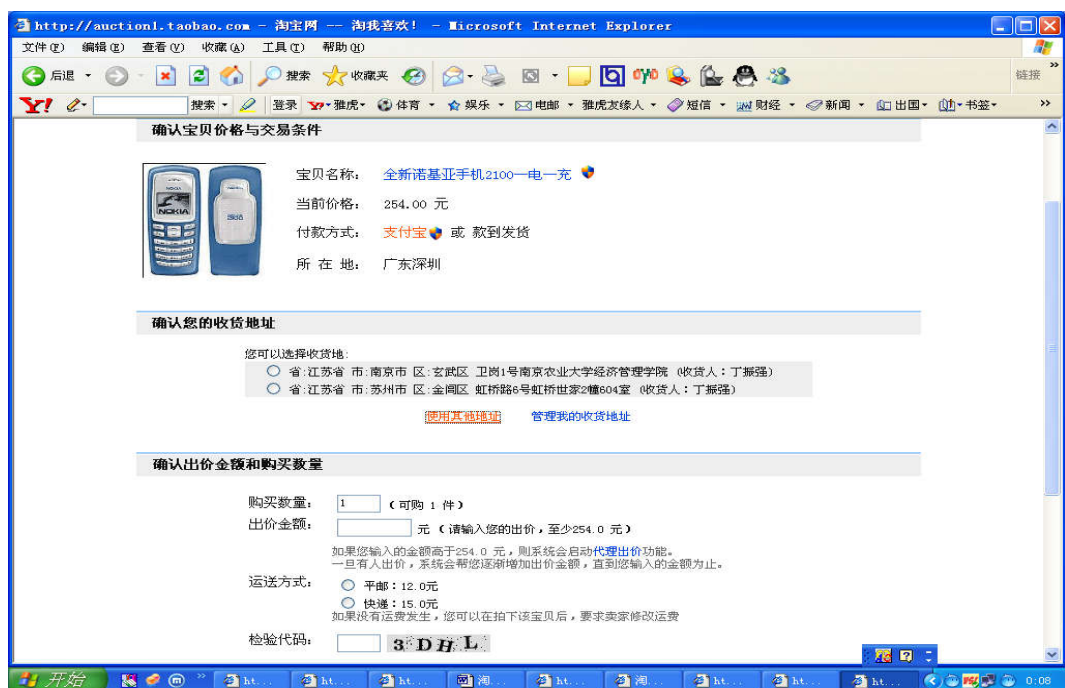 http://auction1.taobao.com - 淘宝网 -- 淘我喜欢! - Microsoft Internet Explorer
文件(F) 编辑(E) 查看(V) 收藏(A) 工具(T) 帮助(H)
后退 搜索 收藏夹 链接
Y! 搜索 登录 雅虎 体育 娱乐 电邮 雅虎友缘人 短信 财经 新闻 出国 书签
确认宝贝价格与交易条件
宝贝名称: 全新诺基亚手机2100一电一充
当前价格: 254.00 元
付款方式: 支付宝 或 款到发货
所 在 地: 广东深圳
NOKIA
确认您的收货地址
您可以选择收货地:
省:江苏省 市:南京市 区:玄武区 卫岗1号南京农业大学经济管理学院 (收货人:丁振强)
省:江苏省 市:苏州市 区:金阊区 虹桥路6号虹桥世家2幢604室 (收货人:丁振强)
使用其他地址 管理我的收货地址
确认出价金额和购买数量
购买数量: 1 (可购 1 件)
出价金额: 元 (请输入您的出价,至少254.0 元)
如果您输入的金额高于254.0 元,则系统会启动代理出价功能。
一旦有人出价,系统会帮您逐渐增加出价金额,直到您输入的金额为止。
运送方式: 平邮:12.0元
快递:15.0元
如果没有运费发生,您可以在拍下该宝贝后,要求卖家修改运费
检验代码: 3DHL
开始 ht... ht... ht... 淘... ht... 淘... ht... ht... ht... 0:08